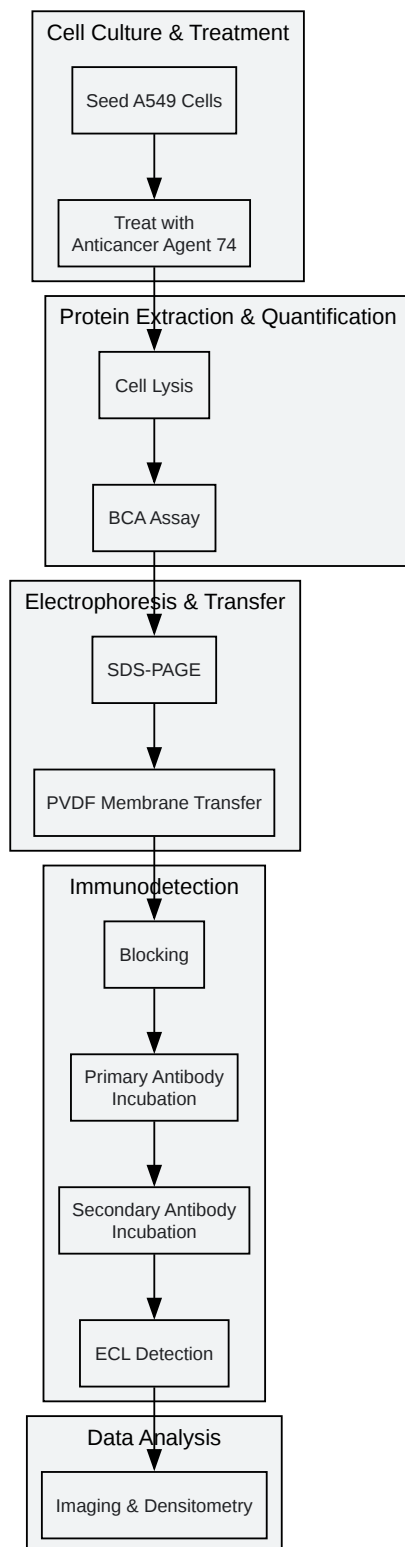 Cell Culture & Treatment
Seed A549 Cells
Treat with
Anticancer Agent 74
Protein Extraction & Quantification
Cell Lysis
BCA Assay
Electrophoresis & Transfer
SDS-PAGE
PVDF Membrane Transfer
Immunodetection
Blocking
Primary Antibody
Incubation
Secondary Antibody
Incubation
ECL Detection
Data Analysis
Imaging & Densitometry